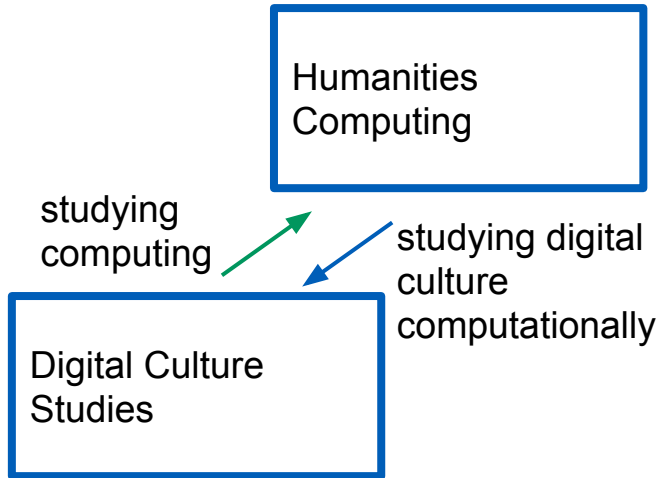 Humanities
Computing
studying
computing
studying digital
culture
computationally
Digital Culture
Studies